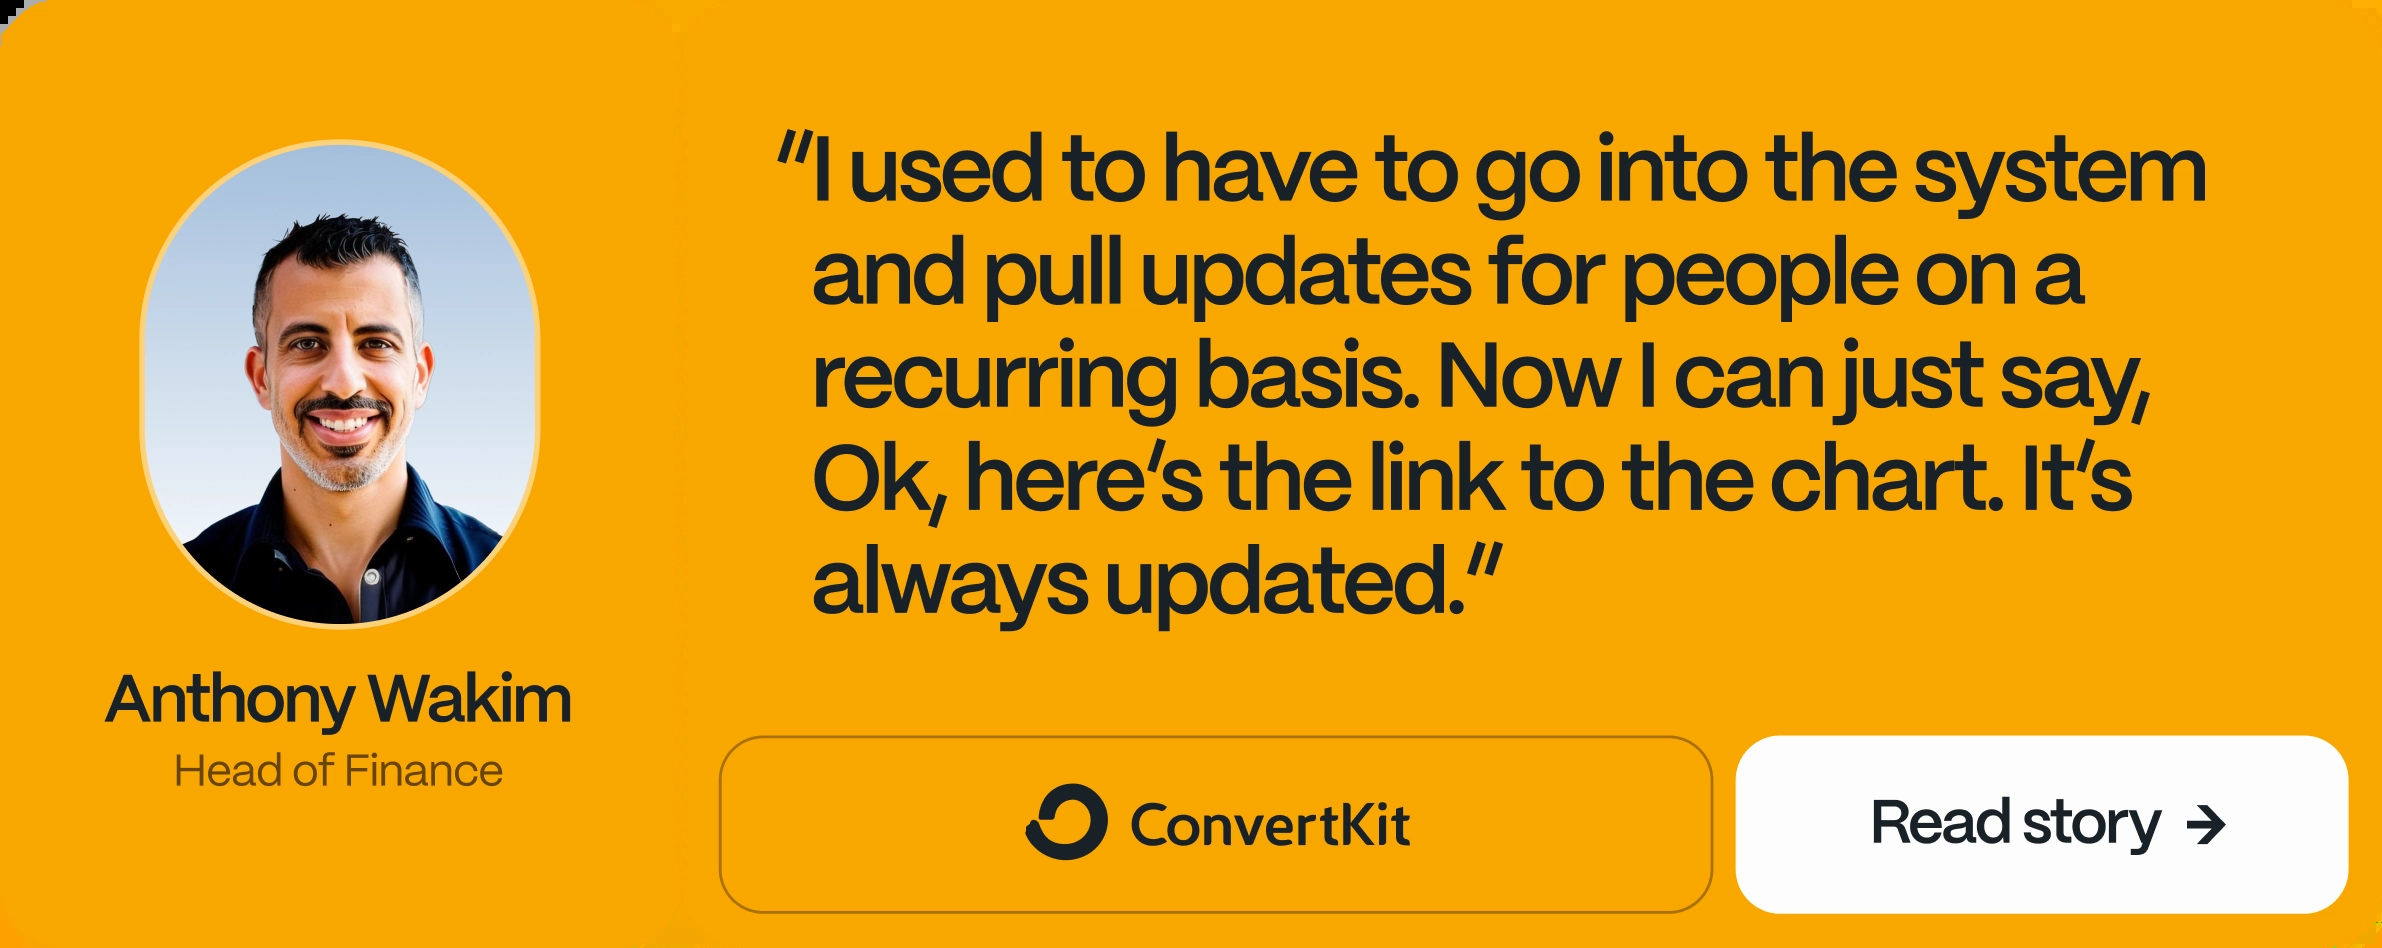 Anthony Wakim
Head of Finance
"I used to have to go into the system
and pull updates for people on a
recurring basis. Now I can just say,
Ok, here's the link to the chart. It's
always updated."
ConvertKit
Read story →